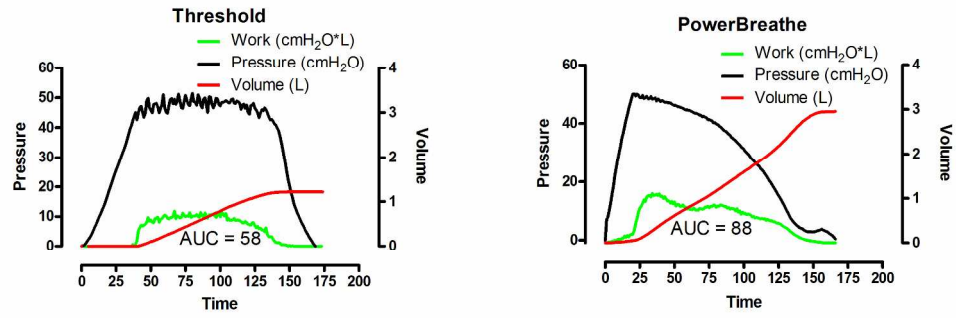 Threshold
Work (cmH₂O*L)
Pressure (cmH₂O)
Volume (L)
60
50
40
30
20
10
0
Pressure
4
3
2
1
0
Volume
AUC = 58
0 25 50 75 100 125 150 175 200
Time
PowerBreathe
Work (cmH₂O*L)
Pressure (cmH₂O)
Volume (L)
60
40
20
0
Pressure
4
3
2
1
0
Volume
AUC = 88
0 25 50 75 100 125 150 175 200
Time